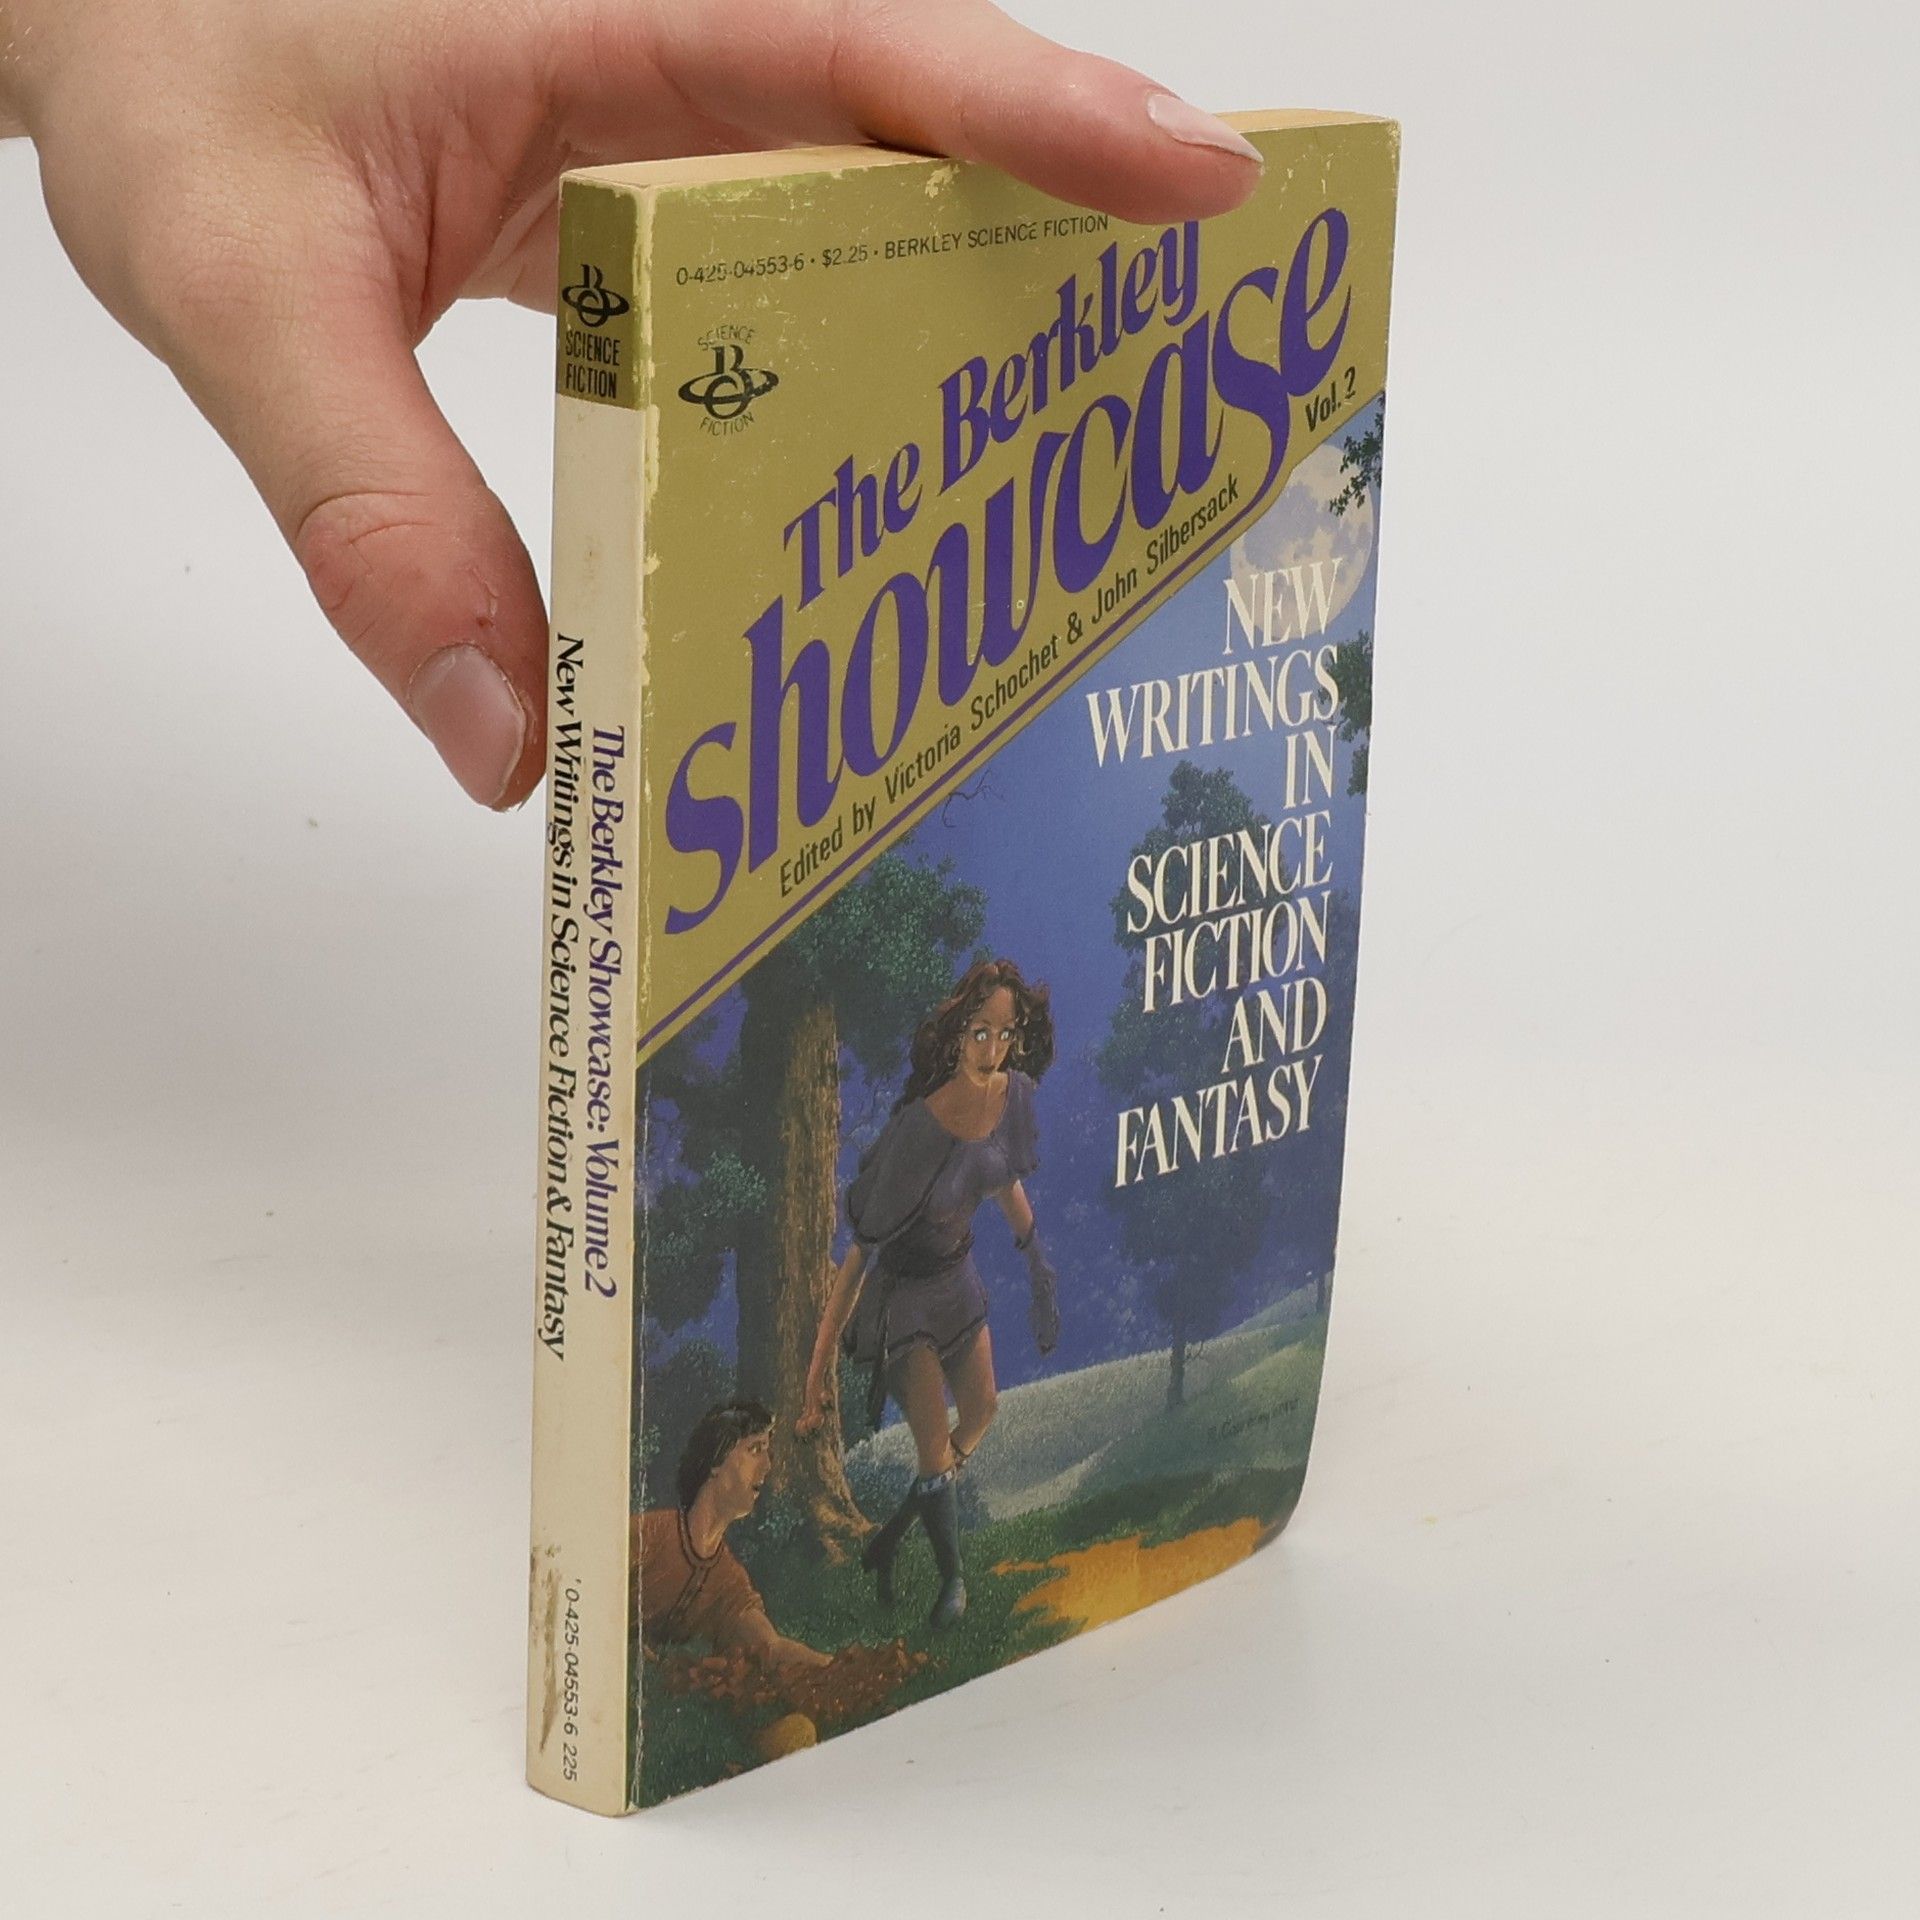 0-425-04553-6 • $2.25 • BERKLEY SCIENCE FICTION
SCIENCE
B
FICTION
The Berkley
Showcase
Vol. 2
Edited by Victoria Schochet & John Silbersack
NEW
WRITINGS
IN
SCIENCE
FICTION
AND
FANTASY
B
SCIENCE
FICTION
The Berkley Showcase: Volume 2
New Writings in Science Fiction & Fantasy
0-425-04553-6 225